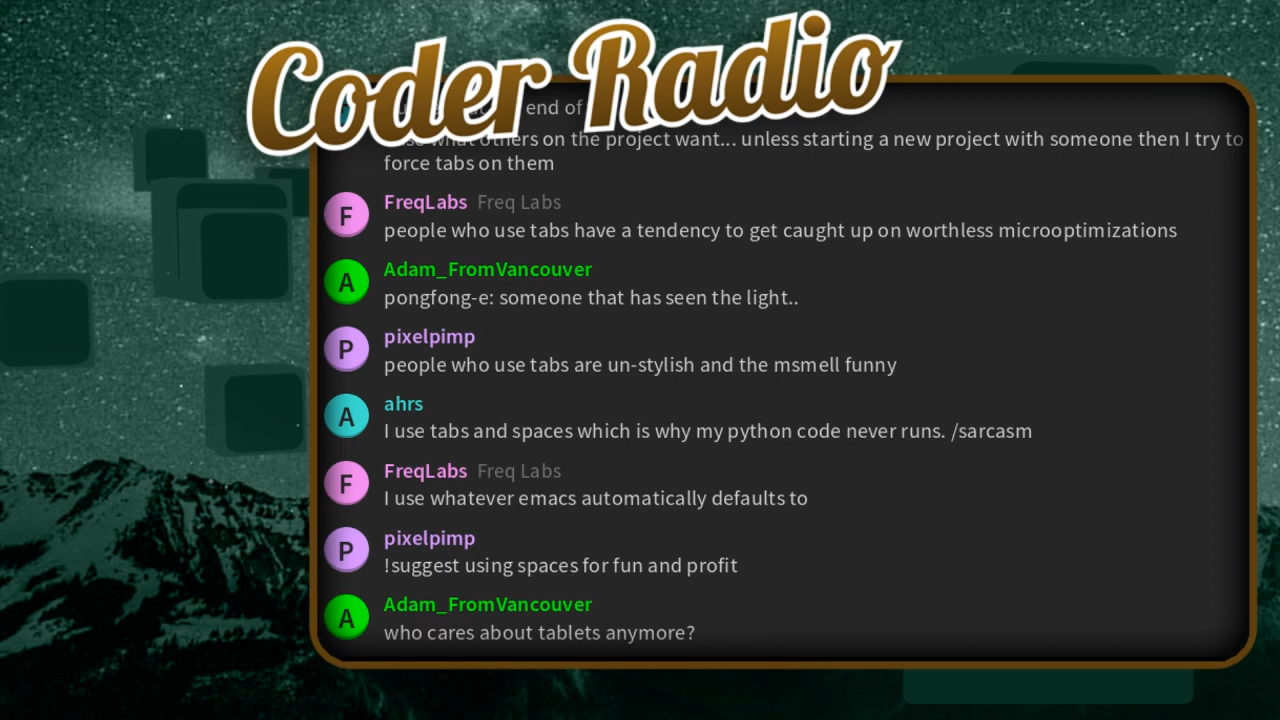 Coder Radio
end of
what others on the project want... unless starting a new project with someone then I try to
force tabs on them
F
FreqLabs Freq Labs
people who use tabs have a tendency to get caught up on worthless microoptimizations
A
Adam_FromVancouver
pongfong-e: someone that has seen the light..
P
pixelpimp
people who use tabs are un-stylish and the msmell funny
A
ahrs
I use tabs and spaces which is why my python code never runs. /sarcasm
F
FreqLabs Freq Labs
I use whatever emacs automatically defaults to
P
pixelpimp
!suggest using spaces for fun and profit
A
Adam_FromVancouver
who cares about tablets anymore?